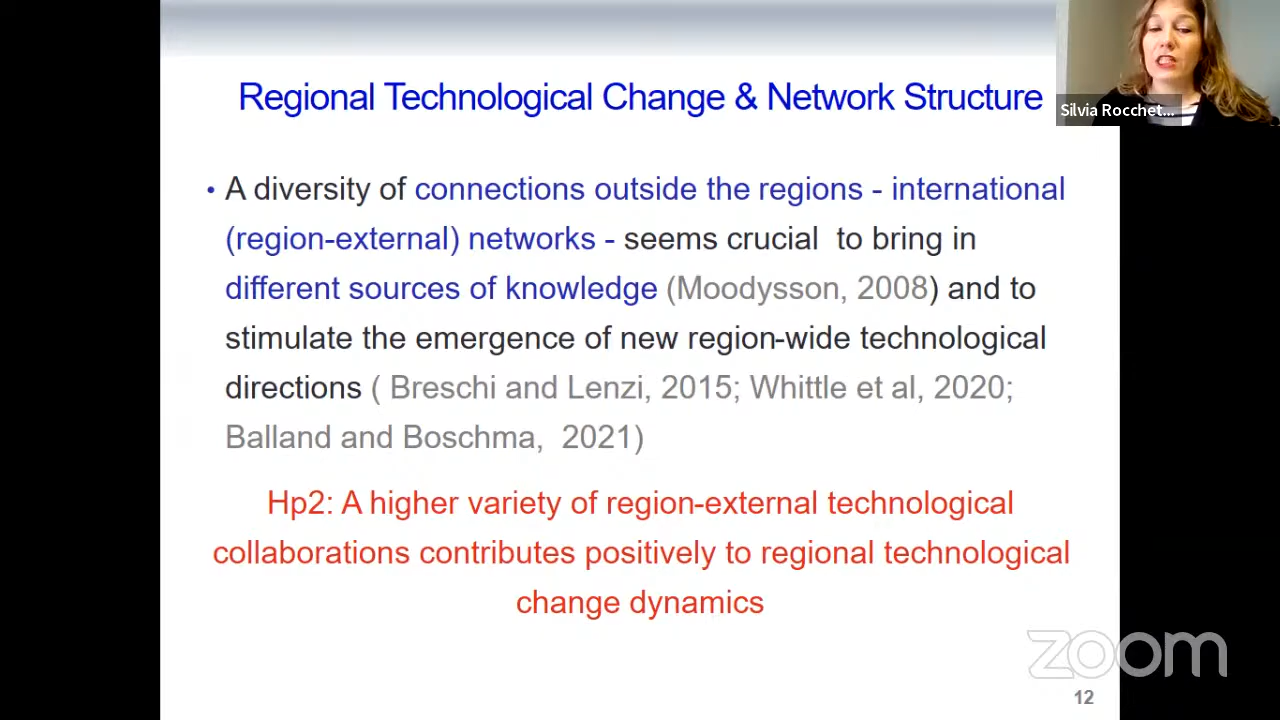 Regional Technological Change & Network Structure
Silvia Rocchet...
• A diversity of connections outside the regions - international
(region-external) networks - seems crucial to bring in
different sources of knowledge (Moodysson, 2008) and to
stimulate the emergence of new region-wide technological
directions ( Breschi and Lenzi, 2015; Whittle et al, 2020;
Balland and Boschma, 2021)
Hp2: A higher variety of region-external technological
collaborations contributes positively to regional technological
change dynamics
zoom
12